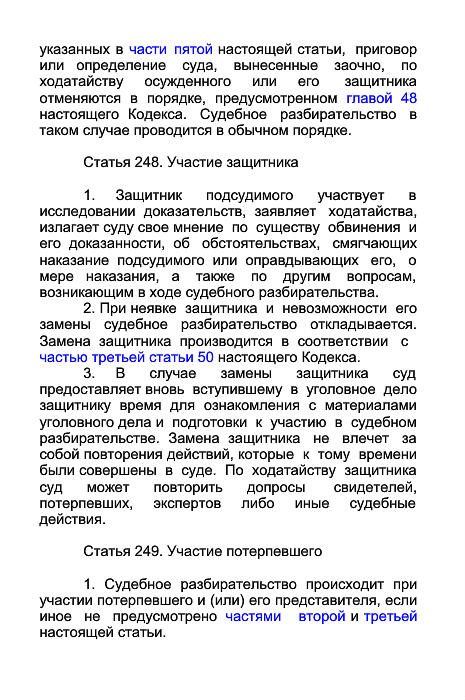 указанных в части пятой настоящей статьи, приговор
или определение суда, вынесенные заочно, по
ходатайству осужденного или его защитника
отменяются в порядке, предусмотренном главой 48
настоящего Кодекса. Судебное разбирательство в
таком случае проводится в обычном порядке.
Статья 248. Участие защитника
1. Защитник подсудимого участвует в
исследовании доказательств, заявляет ходатайства,
излагает суду свое мнение по существу обвинения и
его доказанности, об обстоятельствах, смягчающих
наказание подсудимого или оправдывающих его, о
мере наказания, а также по другим вопросам,
возникающим в ходе судебного разбирательства.
2. При неявке защитника и невозможности его
замены судебное разбирательство откладывается.
Замена защитника производится в соответствии с
частью третьей статьи 50 настоящего Кодекса.
3. В случае замены защитника суд
предоставляет вновь вступившему в уголовное дело
защитнику время для ознакомления с материалами
уголовного дела и подготовки к участию в судебном
разбирательстве. Замена защитника не влечет за
собой повторения действий, которые к тому времени
были совершены в суде. По ходатайству защитника
суд может повторить допросы свидетелей,
потерпевших, экспертов либо иные судебные
действия.
Статья 249. Участие потерпевшего
1. Судебное разбирательство происходит при
участии потерпевшего и (или) его представителя, если
иное не предусмотрено частями второй и третьей
настоящей статьи.